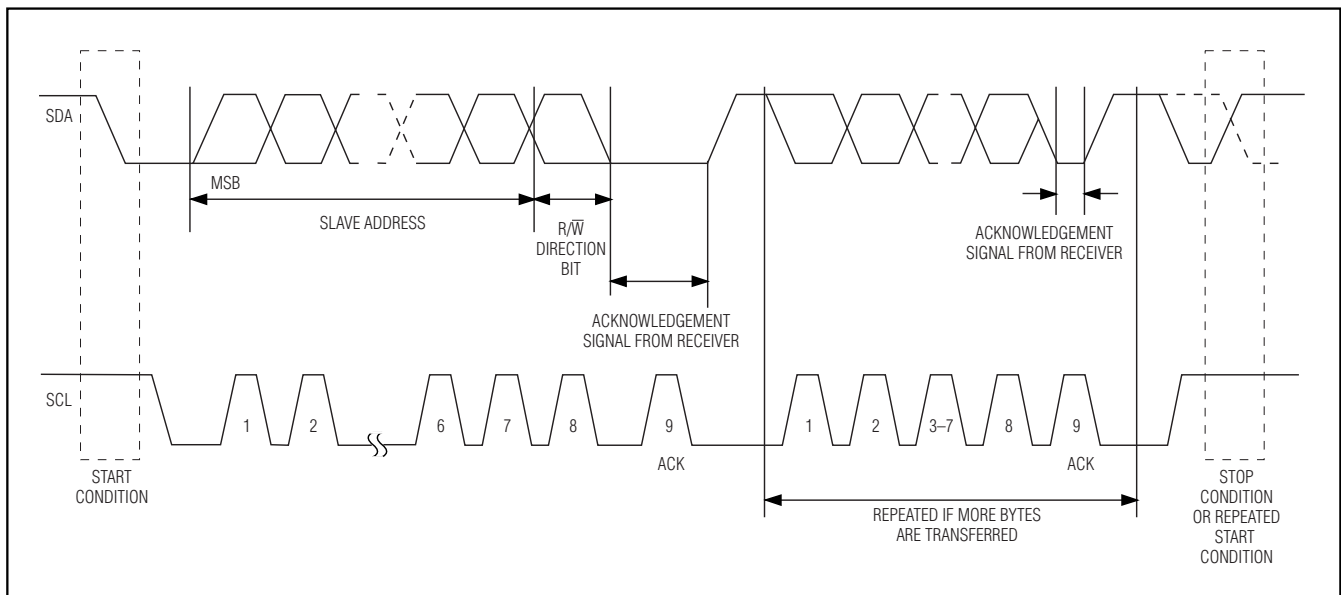 SDA
MSB
SLAVE ADDRESS
R/W̅
DIRECTION
BIT
ACKNOWLEDGEMENT
SIGNAL FROM RECEIVER
ACKNOWLEDGEMENT
SIGNAL FROM RECEIVER
SCL
1
2
6
7
8
9
1
2
3–7
8
9
ACK
ACK
START
CONDITION
REPEATED IF MORE BYTES
ARE TRANSFERRED
STOP
CONDITION
OR REPEATED
START
CONDITION